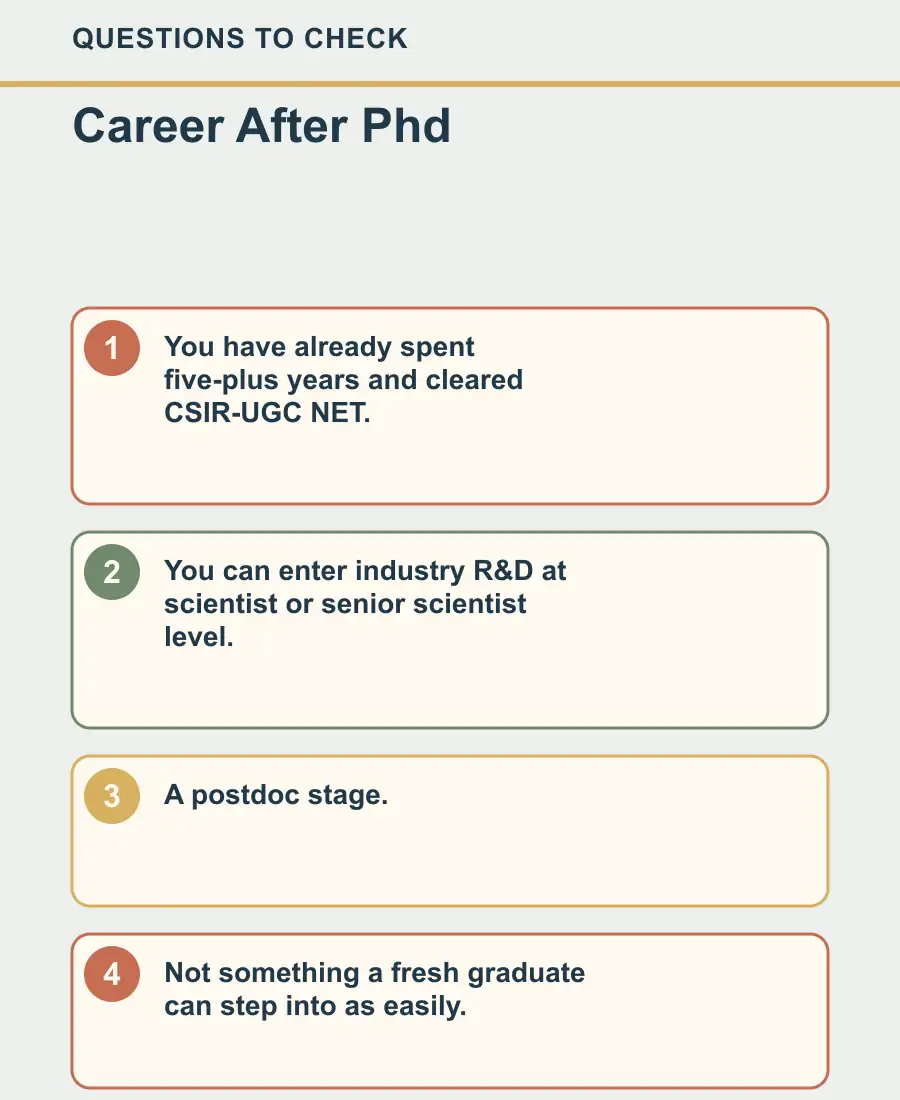 QUESTIONS TO CHECK
Career After Phd
1
You have already spent
five-plus years and cleared
CSIR-UGC NET.
2
You can enter industry R&D at
scientist or senior scientist
level.
3
A postdoc stage.
4
Not something a fresh graduate
can step into as easily.